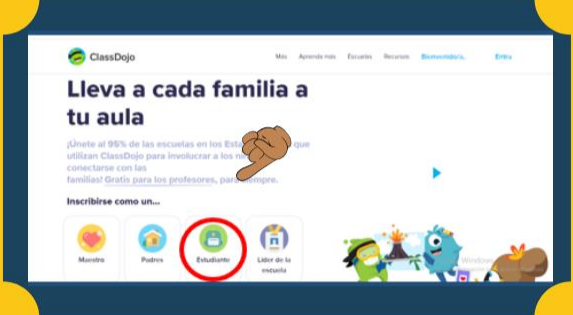 ClassDojo
Más Aprende más Escuelas Recursos Bienvenido/a, Entra
Lleva a cada familia a
tu aula
¡Únete al 95% de las escuelas en los que
utilizan ClassDojo para involucrar a los
conectarse con las
familias! Gratis para los profesores, para siempre.
Inscribirse como un...
Maestro Padres Estudiante Líder de la
escuela
Windows